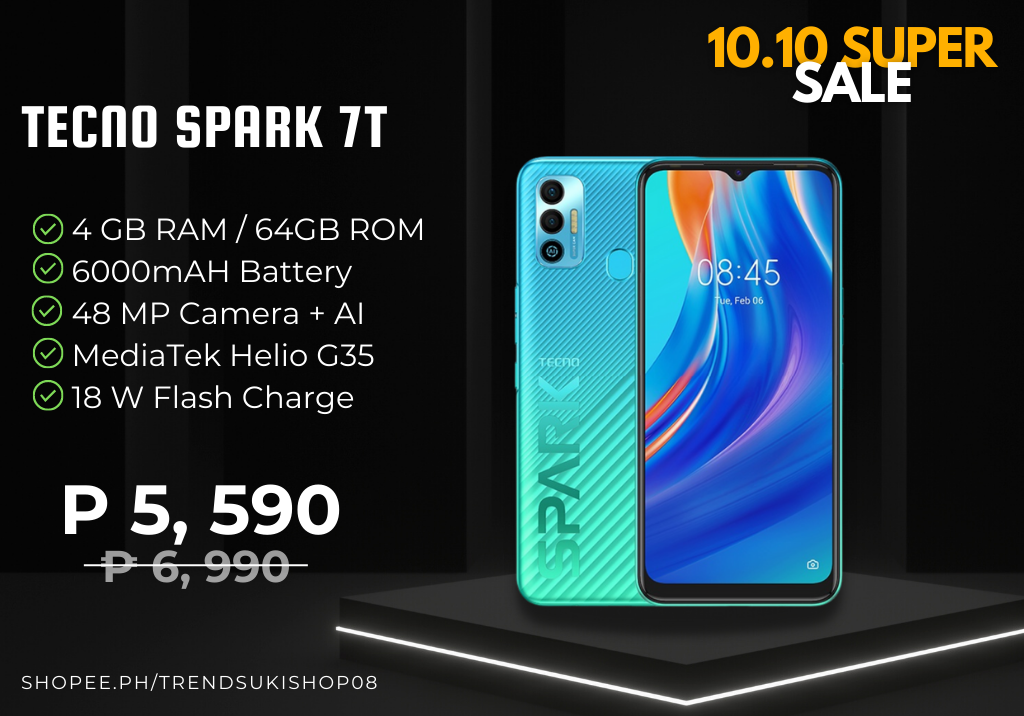 10.10 SUPER
SALE
TECNO SPARK 7T
4 GB RAM / 64GB ROM
6000mAH Battery
48 MP Camera + AI
MediaTek Helio G35
18 W Flash Charge
P 5, 590
₱ 6, 990
SHOPEE.PH/TRENDSUKISHOP08
AI
TECNO
SPARK
08:45
Tue, Feb 06